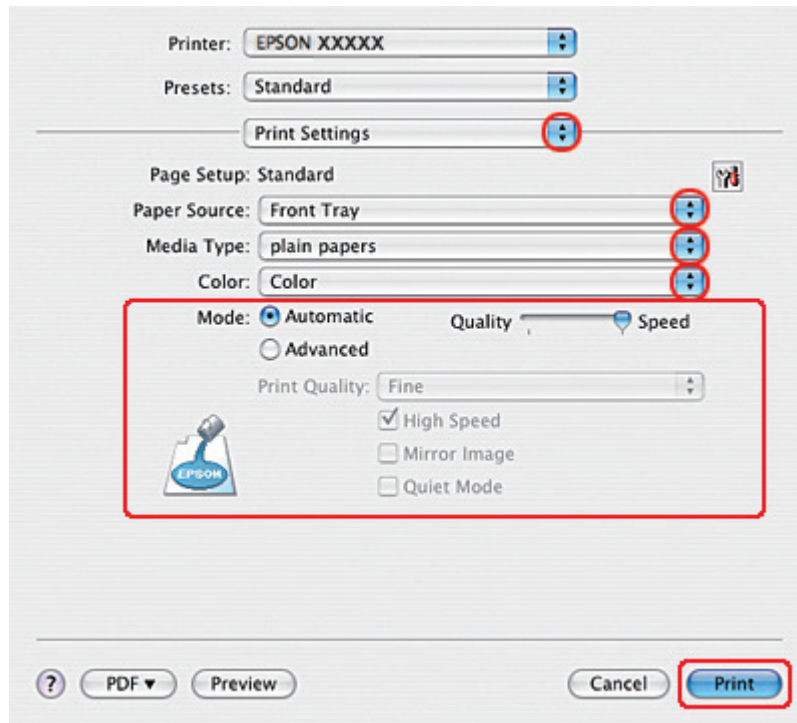 Printer: EPSON XXXXX
Presets: Standard
Print Settings
Page Setup: Standard
Paper Source: Front Tray
Media Type: plain papers
Color: Color
Mode: Automatic Quality Speed
Advanced
Print Quality: Fine
High Speed
EPSON Mirror Image
Quiet Mode
? PDF Preview Cancel Print